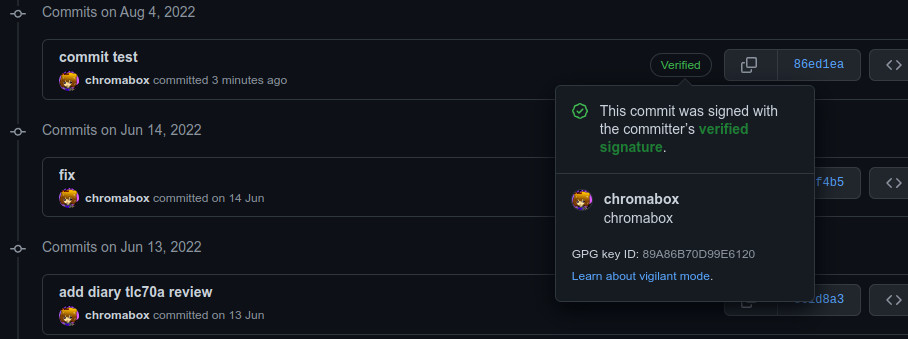 Commits on Aug 4, 2022
commit test
chromabox committed 3 minutes ago
Verified
86ed1ea
This commit was signed with
the committer's verified
signature.
chromabox
chromabox
GPG key ID: 89A86B70D99E6120
Learn about vigilant mode.
Commits on Jun 14, 2022
fix
chromabox committed on 14 Jun
f4b5
Commits on Jun 13, 2022
add diary tlc70a review
chromabox committed on 13 Jun
d8a3